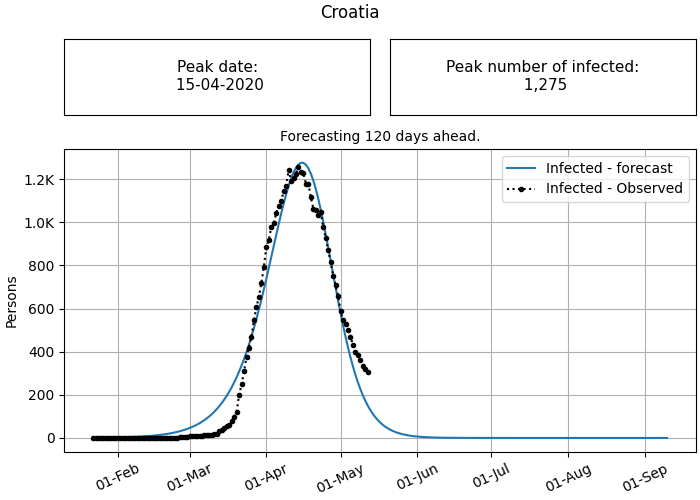 Croatia
Peak date:
15-04-2020
Peak number of infected:
1,275
Forecasting 120 days ahead.
Infected - forecast
Infected - Observed
Persons
1.2K
1.0K
800
600
400
200
0
01-Feb
01-Mar
01-Apr
01-May
01-Jun
01-Jul
01-Aug
01-Sep